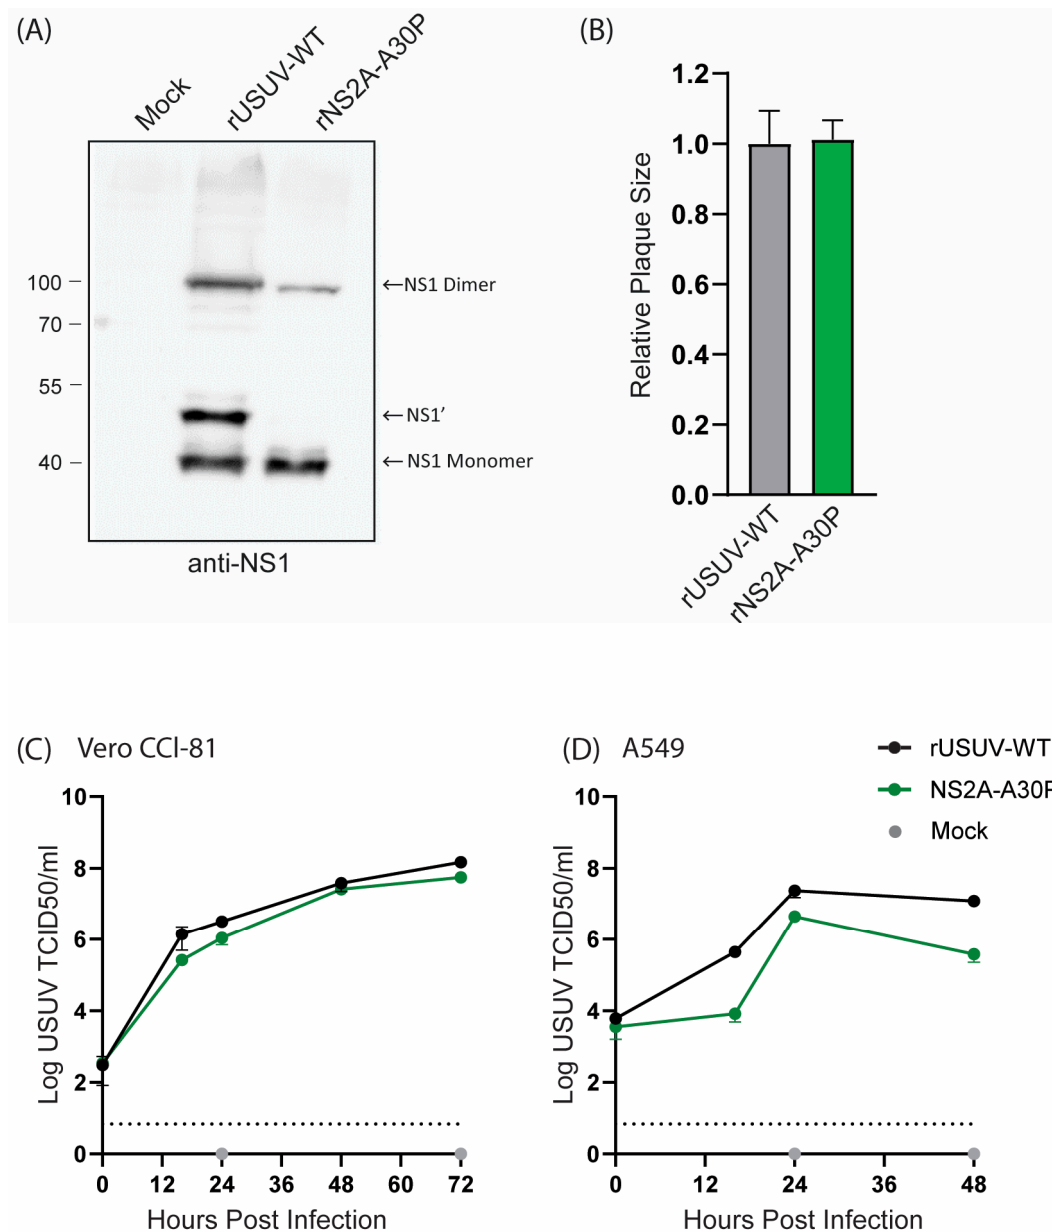 (A)
Mock
rUSUV-WT
rNS2A-A30P
100
70
55
40
←NS1 Dimer
←NS1′
←NS1 Monomer
anti-NS1
(B)
Relative Plaque Size
1.2
1.0
0.8
0.6
0.4
0.2
0.0
rUSUV-WT
rNS2A-A30P
(C) Vero CCl-81
Log USUV TCID50/ml
10
8
6
4
2
0
0 12 24 36 48 60 72
Hours Post Infection
(D) A549
rUSUV-WT
NS2A-A30P
Mock
Log USUV TCID50/ml
10
8
6
4
2
0
0 12 24 36 48
Hours Post Infection